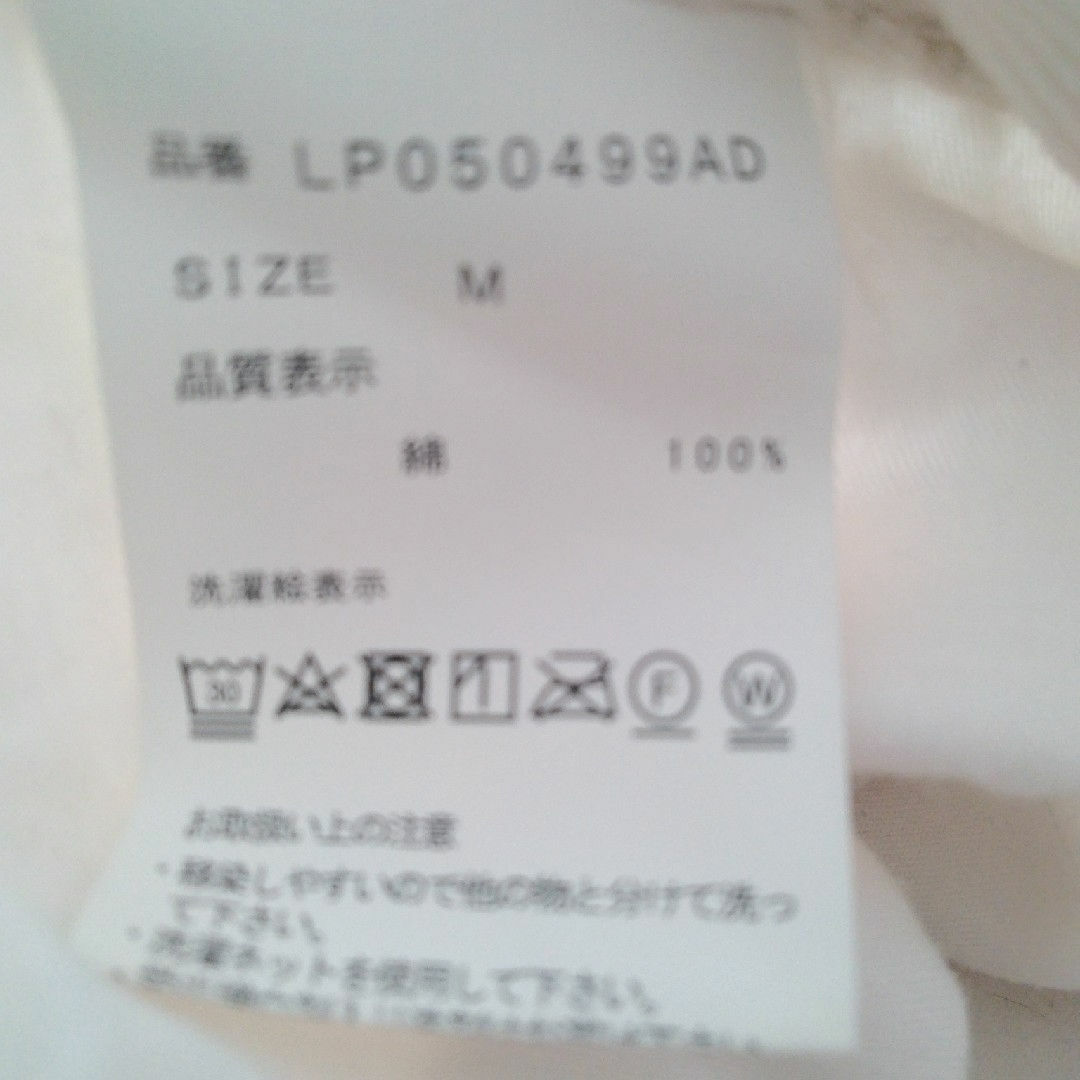 品番 LP050499AD
SIZE M
品質表示
綿 100%
洗濯絵表示
30
F W
お取扱い上の注意
・移染しやすいので他の物と分けて洗っ
て下さい。
・洗濯ネットを使用して下さい。